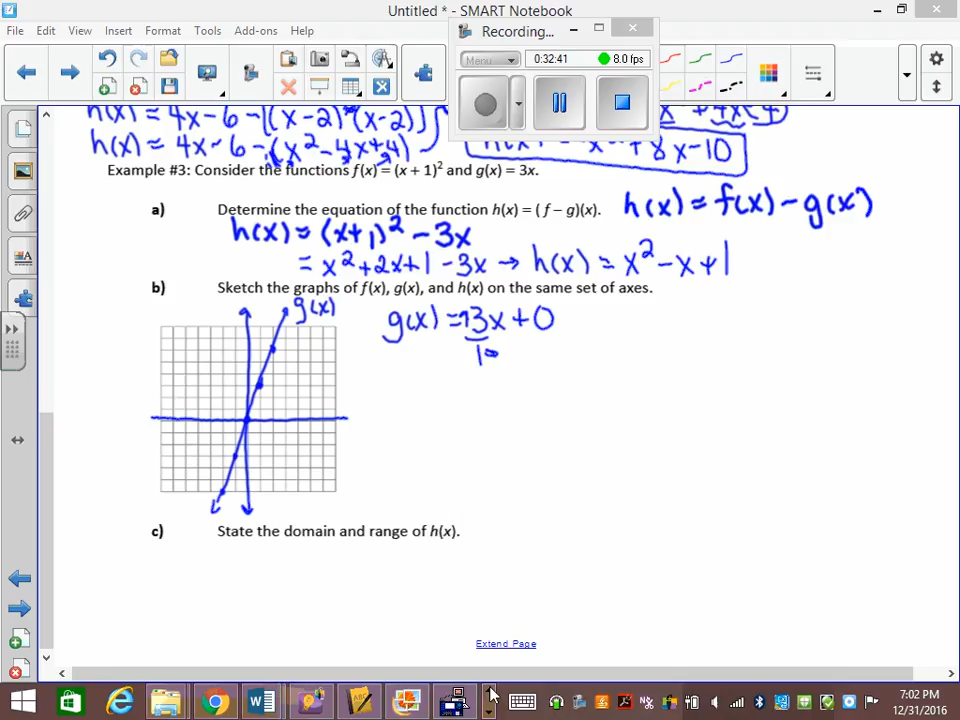 Untitled * - SMART Notebook
File Edit View Insert Format Tools Add-ons Help
Recording...
Menu 0:32:41 8.0 fps
h(x) = 4x - 6 - [(x-2)(x-2)]
h(x) = 4x - 6 - (x² - 4x + 4)
8x - 10
Example #3: Consider the functions f(x) = (x + 1)² and g(x) = 3x.
a) Determine the equation of the function h(x) = ( f – g)(x). h(x) = f(x) - g(x)
h(x) = (x+1)² - 3x
= x² + 2x + 1 - 3x → h(x) = x² - x + 1
b) Sketch the graphs of f(x), g(x), and h(x) on the same set of axes.
g(x) g(x) = 3x + 0
1
c) State the domain and range of h(x).
Extend Page
7:02 PM
12/31/2016